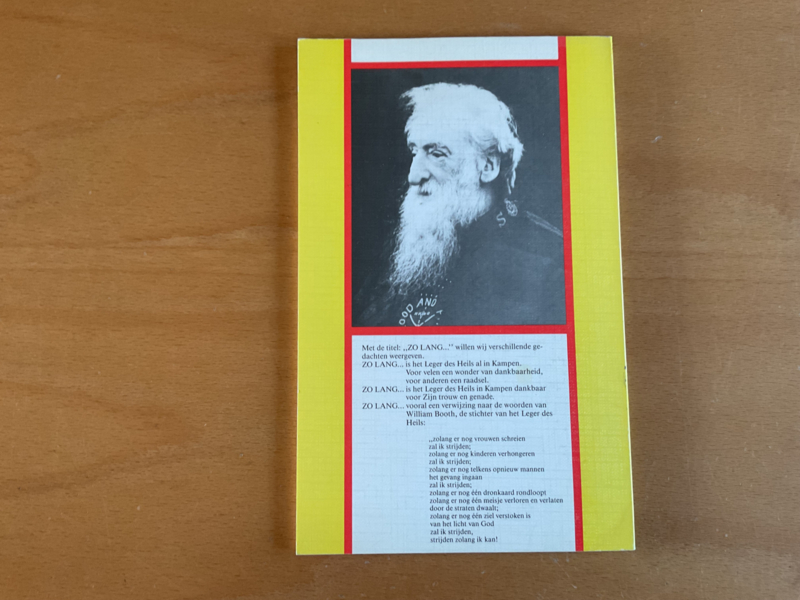 Met de titel: ,,ZO LANG...'' willen wij verschillende ge-
dachten weergeven.
ZO LANG... is het Leger des Heils al in Kampen.
Voor velen een wonder van dankbaarheid,
voor anderen een raadsel.
ZO LANG... is het Leger des Heils in Kampen dankbaar
voor Zijn trouw en genade.
ZO LANG... vooral een verwijzing naar de woorden van
William Booth, de stichter van het Leger des
Heils:
,,zolang er nog vrouwen schreien
zal ik strijden;
zolang er nog kinderen verhongeren
zal ik strijden;
zolang er nog telkens opnieuw mannen
het gevang ingaan
zal ik strijden;
zolang er nog één dronkaard rondloopt
zolang er nog één meisje verloren en verlaten
door de straten dwaalt;
zolang er nog één ziel verstoken is
van het licht van God
zal ik strijden,
strijden zolang ik kan!